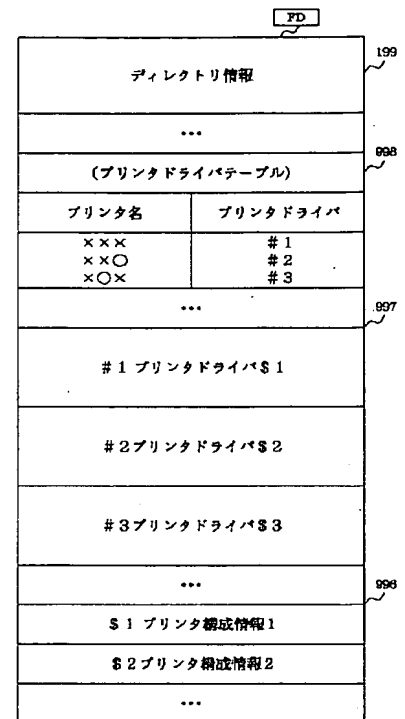 FD
199
ディレクトリ情報
...
998
(プリンタドライバテーブル)
プリンタ名 プリンタドライバ
××× #1
××○ #2
×○× #3
...
997
#1 プリンタドライバ$1
#2プリンタドライバ$2
#3プリンタドライバ$3
...
996
$1 プリンタ構成情報1
$2プリンタ構成情報2
...